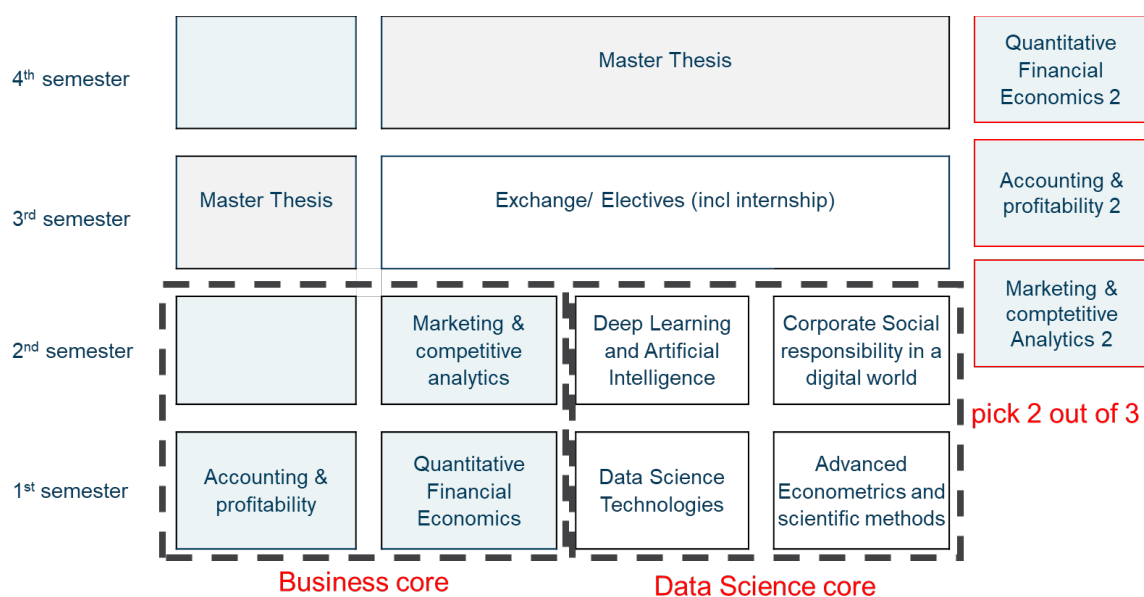 4th semester
Master Thesis
Quantitative
Financial
Economics 2
3rd semester
Master Thesis
Exchange/ Electives (incl internship)
Accounting &
profitability 2
2nd semester
Marketing &
competitive
analytics
Deep Learning
and Artificial
Intelligence
Corporate Social
responsibility in a
digital world
Marketing &
comptetitive
Analytics 2
pick 2 out of 3
1st semester
Accounting &
profitability
Quantitative
Financial
Economics
Data Science
Technologies
Advanced
Econometrics and
scientific methods
Business core
Data Science core